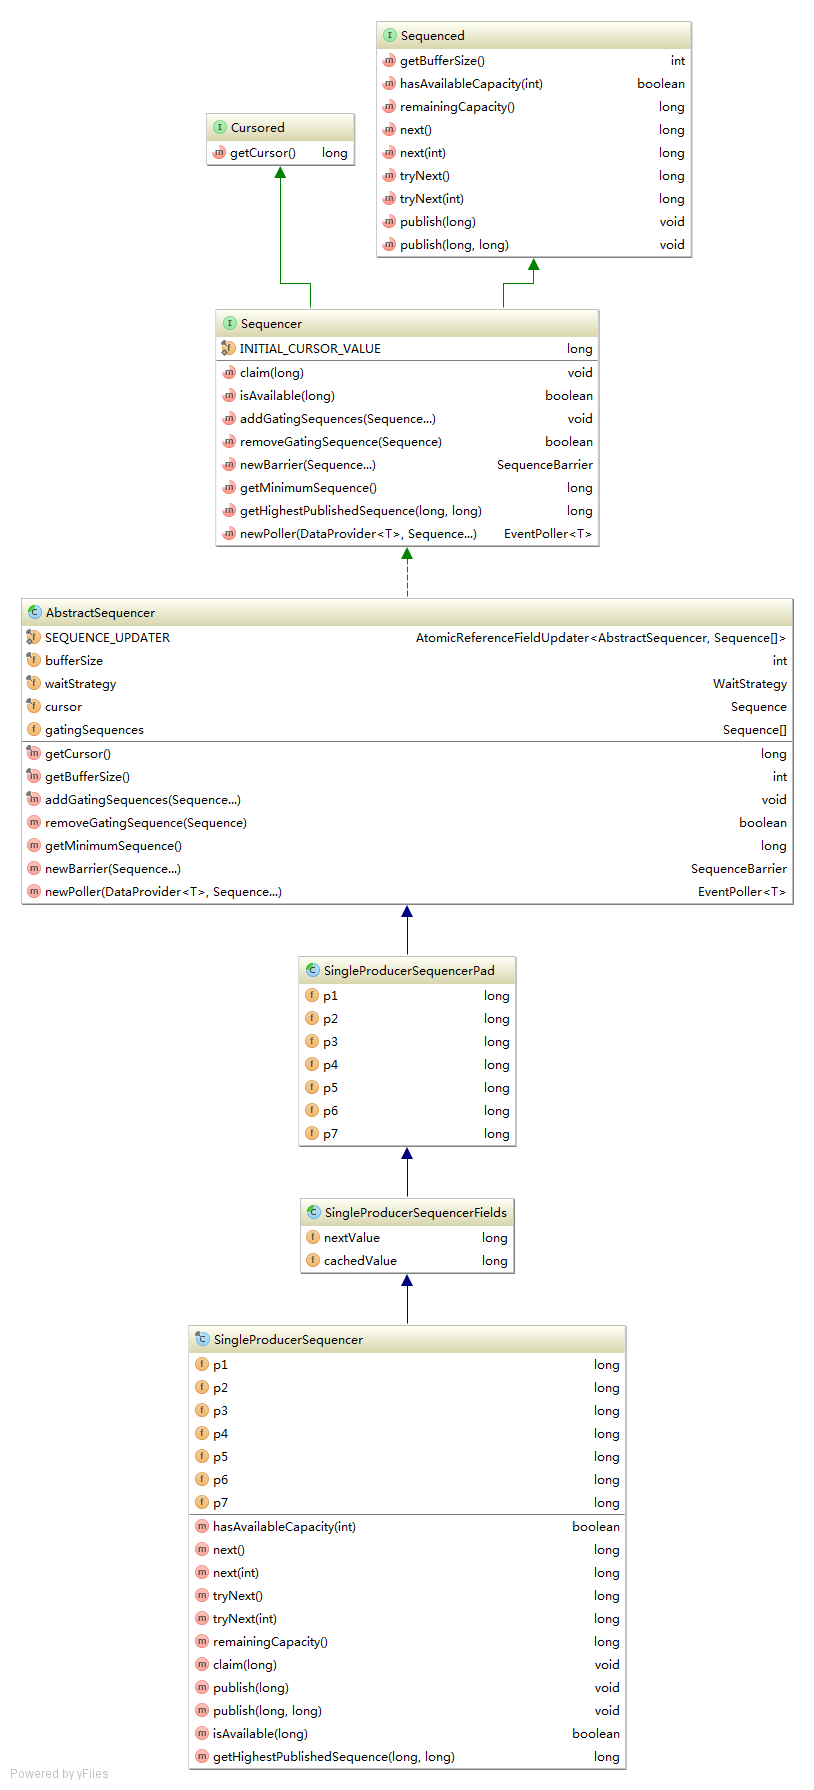 Sequenced
getBufferSize() int
hasAvailableCapacity(int) boolean
remainingCapacity() long
next() long
next(int) long
tryNext() long
tryNext(int) long
publish(long) void
publish(long, long) void
Cursored
getCursor() long
Sequencer
INITIAL_CURSOR_VALUE long
claim(long) void
isAvailable(long) boolean
addGatingSequences(Sequence...) void
removeGatingSequence(Sequence) boolean
newBarrier(Sequence...) SequenceBarrier
getMinimumSequence() long
getHighestPublishedSequence(long, long) long
newPoller(DataProvider<T>, Sequence...) EventPoller<T>
AbstractSequencer
SEQUENCE_UPDATER AtomicReferenceFieldUpdater<AbstractSequencer, Sequence[]>
bufferSize int
waitStrategy WaitStrategy
cursor Sequence
gatingSequences Sequence[]
getCursor() long
getBufferSize() int
addGatingSequences(Sequence...) void
removeGatingSequence(Sequence) boolean
getMinimumSequence() long
newBarrier(Sequence...) SequenceBarrier
newPoller(DataProvider<T>, Sequence...) EventPoller<T>
SingleProducerSequencerPad
p1 long
p2 long
p3 long
p4 long
p5 long
p6 long
p7 long
SingleProducerSequencerFields
nextValue long
cachedValue long
SingleProducerSequencer
p1 long
p2 long
p3 long
p4 long
p5 long
p6 long
p7 long
hasAvailableCapacity(int) boolean
next() long
next(int) long
tryNext() long
tryNext(int) long
remainingCapacity() long
claim(long) void
publish(long) void
publish(long, long) void
isAvailable(long) boolean
getHighestPublishedSequence(long, long) long
Powered by yFiles